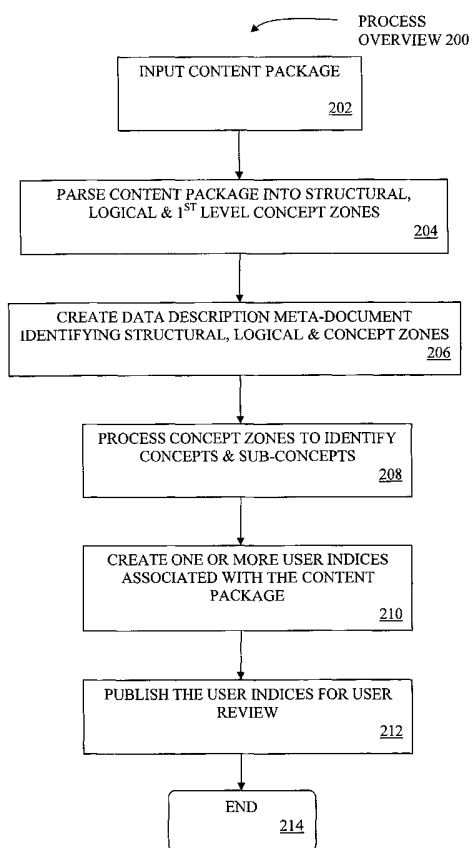 PROCESS
OVERVIEW 200
INPUT CONTENT PACKAGE
202
PARSE CONTENT PACKAGE INTO STRUCTURAL,
LOGICAL & 1ST LEVEL CONCEPT ZONES
204
CREATE DATA DESCRIPTION META-DOCUMENT
IDENTIFYING STRUCTURAL, LOGICAL & CONCEPT ZONES
206
PROCESS CONCEPT ZONES TO IDENTIFY
CONCEPTS & SUB-CONCEPTS
208
CREATE ONE OR MORE USER INDICES
ASSOCIATED WITH THE CONTENT
PACKAGE
210
PUBLISH THE USER INDICES FOR USER
REVIEW
212
END
214